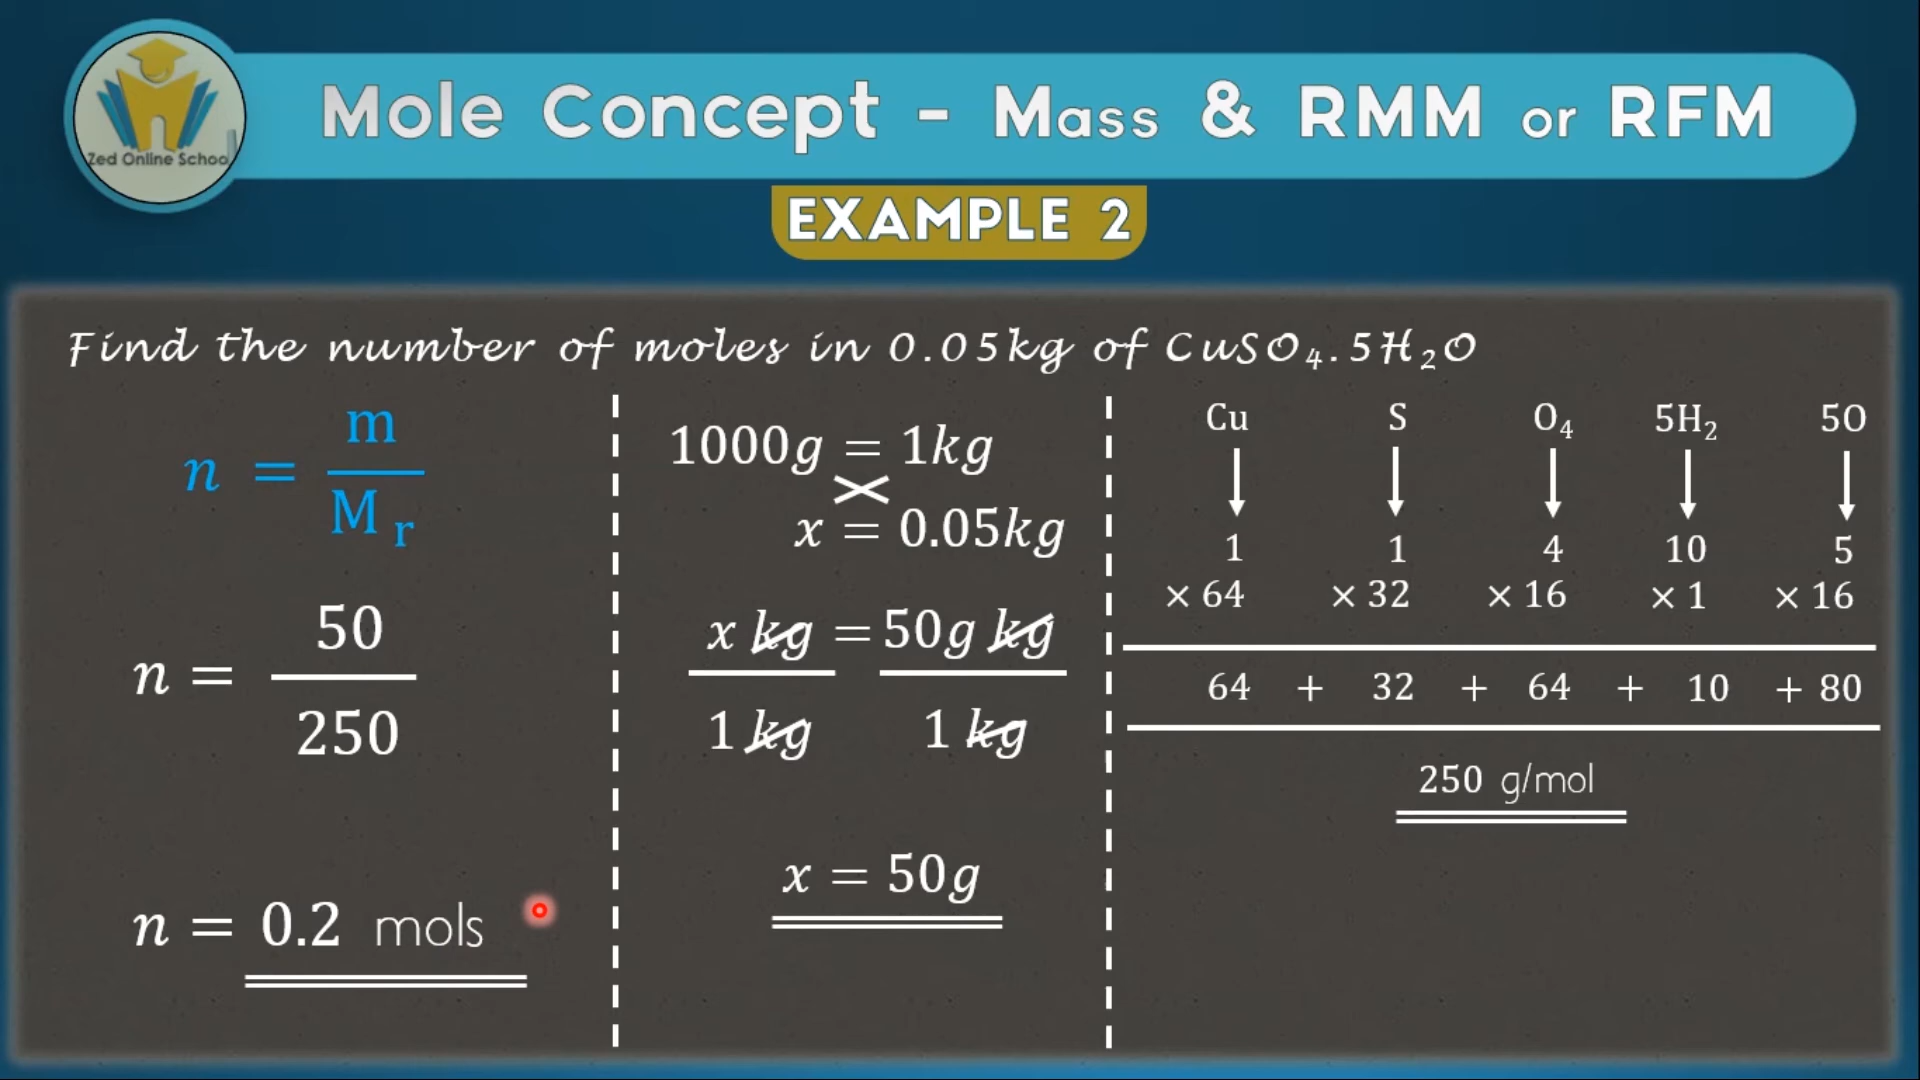 Zed Online School
Mole Concept - Mass & RMM or RFM
EXAMPLE 2
Find the number of moles in 0.05kg of CuSO₄.5H₂O
n = m / M r
n = 50 / 250
n = 0.2 mols
1000g = 1kg
x = 0.05kg
x kg = 50g kg
1 kg 1 kg
x = 50g
Cu S O₄ 5H₂ 5O
1 1 4 10 5
× 64 × 32 × 16 × 1 × 16
64 + 32 + 64 + 10 + 80
250 g/mol